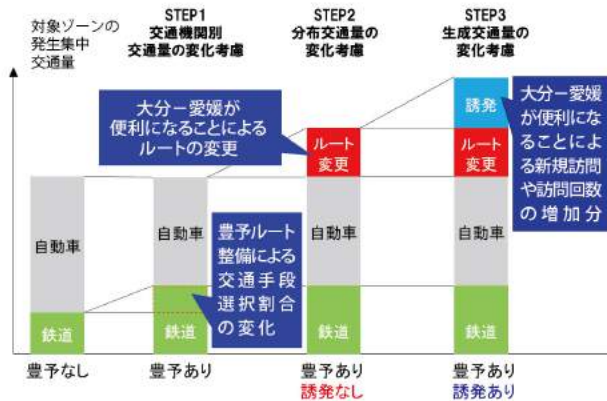 対象ゾーンの
発生集中
交通量
STEP1
交通機関別
交通量の変化考慮
STEP2
分布交通量の
変化考慮
STEP3
生成交通量の
変化考慮
大分ー愛媛が
便利になることによる
ルートの変更
誘発
大分ー愛媛
が便利にな
ることによ
る新規訪問
や訪問回数
の増加分
ルート
変更
ルート
変更
自動車
自動車
自動車
自動車
豊予ルート
整備による
交通手段
選択割合
の変化
鉄道
鉄道
鉄道
鉄道
豊予なし
豊予あり
豊予あり
誘発なし
豊予あり
誘発あり